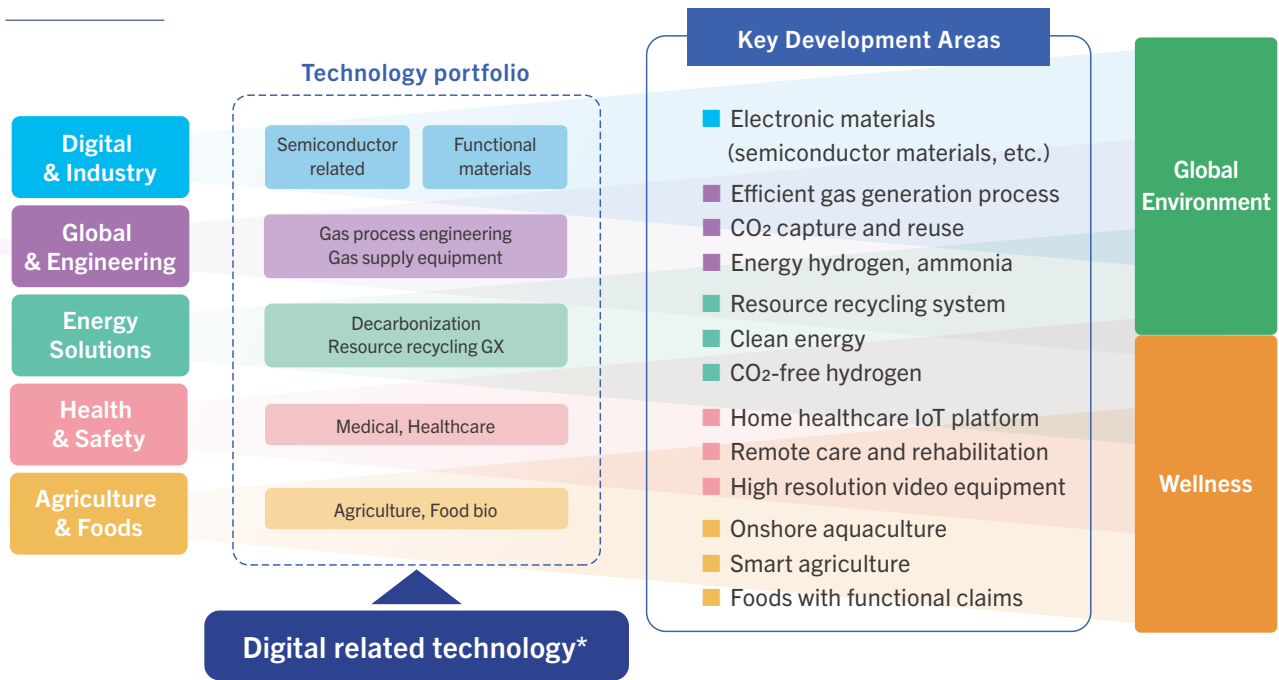 Key Development Areas
Technology portfolio
Digital
& Industry
Global
& Engineering
Energy
Solutions
Health
& Safety
Agriculture
& Foods
Semiconductor
related
Functional
materials
Gas process engineering
Gas supply equipment
Decarbonization
Resource recycling GX
Medical, Healthcare
Agriculture, Food bio
Digital related technology*
Electronic materials
(semiconductor materials, etc.)
Efficient gas generation process
CO₂ capture and reuse
Energy hydrogen, ammonia
Resource recycling system
Clean energy
CO₂-free hydrogen
Home healthcare IoT platform
Remote care and rehabilitation
High resolution video equipment
Onshore aquaculture
Smart agriculture
Foods with functional claims
Global
Environment
Wellness